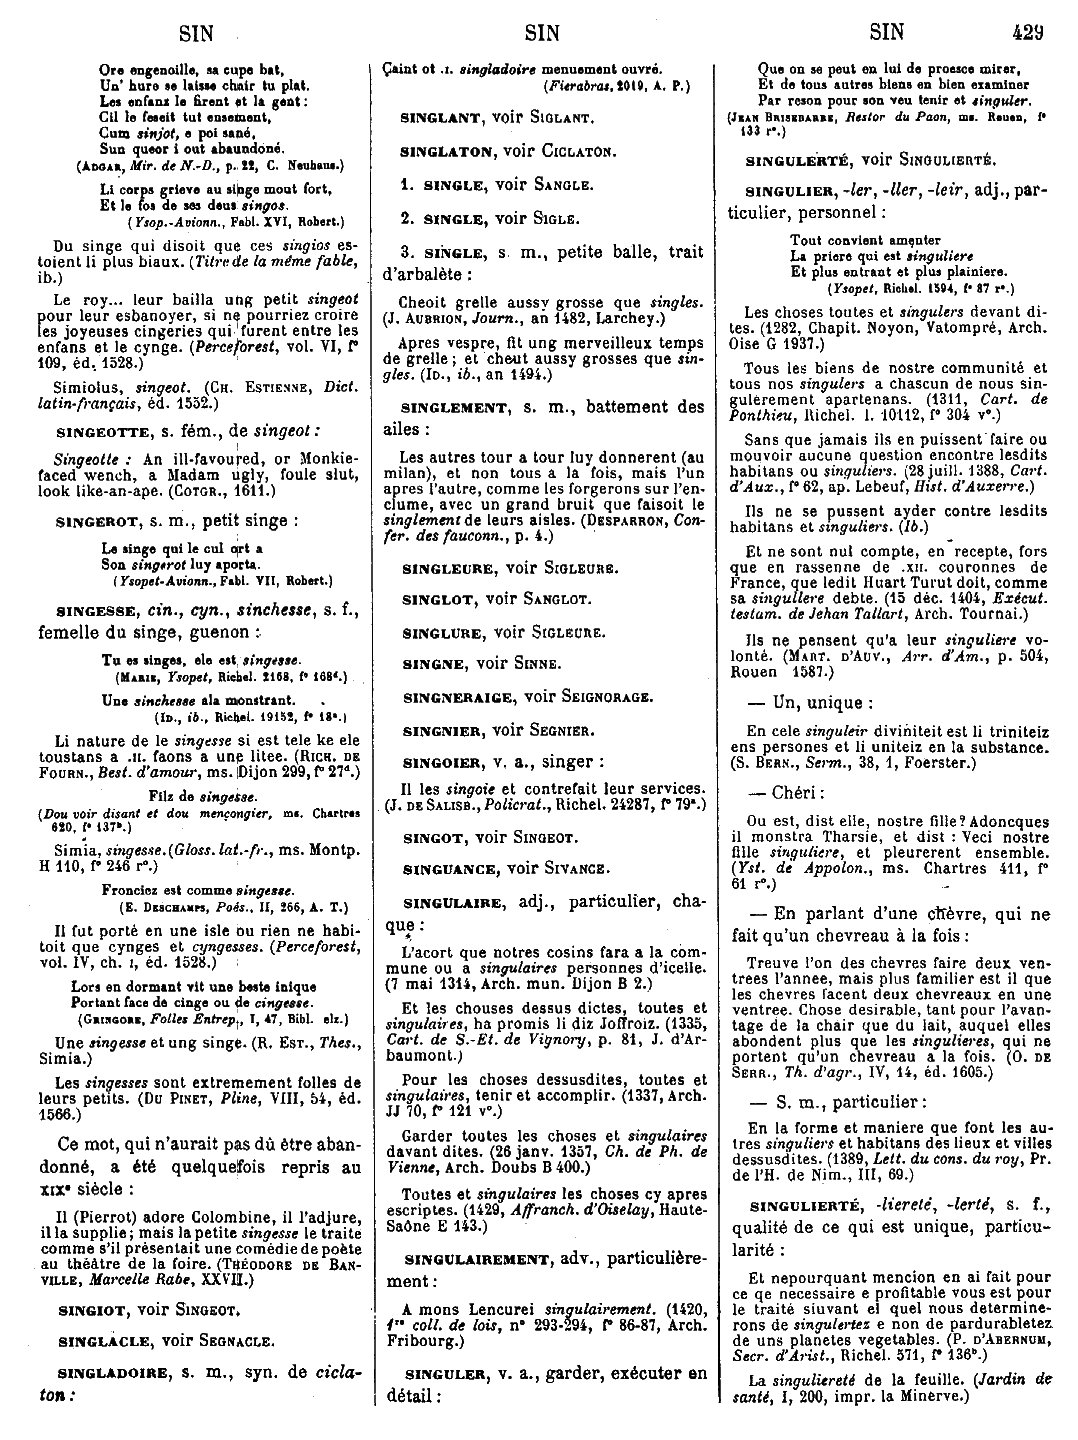 SIN
SIN
SIN
429
Ore engenoille, sa cupe bat,
Un' hure se laisse chair tu plat.
Les enfanz le firent et la gent:
Cil le feseit tut ensement,
Cum sinjot, e poi sané,
Sun queor i out abaundoné.
(ADGAR, Mir. de N.-D., p. 22, C. Neuhaus.)
Li corps grieve au singe mout fort,
Et le fos de ses deus singos.
(Ysop.-Avionn., Fabl. XVI, Robert.)
Du singe qui disoit que ces singios es-
toient li plus biaux. (Titre de la même fable,
ib.)
Le roy... leur bailla ung petit singeot
pour leur esbanoyer, si ne pourriez croire
les joyeuses cingeries qui furent entre les
enfans et le cynge. (Perceforest, vol. VI, f°
109, éd. 1528.)
Simiolus, singeot. (CH. ESTIENNE, Dict.
latin-français, éd. 1552.)
SINGEOTTE, s. fém., de singeot :
Singeotte : An ill-favoured, or Monkie-
faced wench, a Madam ugly, foule slut,
look like-an-ape. (COTGR., 1611.)
SINGEROT, s. m., petit singe :
Le singe qui le cul ort a
Son singerot luy aporta.
(Ysopet-Avionn., Fabl. VII, Robert.)
SINGESSE, cin., cyn., sinchesse, s. f.,
femelle du singe, guenon :
Tu es singes, ele est singesse.
(MARIE, Ysopet, Richel. 2168, f° 168d.)
Une sinchesse ala monstrant.
(ID., ib., Richel. 19152, f° 18a.)
Li nature de le singesse si est tele ke ele
toustans a .II. faons a une litee. (RICH. DE
FOURN., Best. d'amour, ms. Dijon 299, f° 27d.)
Filz de singesse.
(Dou voir disant et dou mençongier, ms. Chartres
620, f° 137b.)
Simia, singesse. (Gloss. lat.-fr., ms. Montp.
H 110, f° 246 r°.)
Fronciez est comme singesse.
(E. DESCHAMPS, Poés., II, 266, A. T.)
Il fut porté en une isle ou rien ne habi-
toit que cynges et cyngesses. (Perceforest,
vol. IV, ch. I, éd. 1528.)
Lors en dormant vit une beste inique
Portant face de cinge ou de cingesse.
(GRINGORE, Folles Entrep., I, 47, Bibl. elz.)
Une singesse et ung singe. (R. EST., Thes.,
Simia.)
Les singesses sont extremement folles de
leurs petits. (DU PINET, Pline, VIII, 54, éd.
1566.)
Ce mot, qui n'aurait pas dû être aban-
donné, a été quelquefois repris au
XIXe siècle :
Il (Pierrot) adore Colombine, il l'adjure,
il la supplie; mais la petite singesse le traite
comme s'il présentait une comédie de poète
au théâtre de la foire. (THÉODORE DE BAN-
VILLE, Marcelle Rabe, XXVII.)
SINGIOT, voir SINGEOT.
SINGLACLE, voir SEGNACLE.
SINGLADOIRE, s. m., syn. de cicla-
ton :
Çaint ot .I. singladoire menuement ouvré.
(Fierabras, 2019, A. P.)
SINGLANT, voir SIGLANT.
SINGLATON, voir CICLATON.
1. SINGLE, voir SANGLE.
2. SINGLE, voir SIGLE.
3. SINGLE, s. m., petite balle, trait
d'arbalète :
Cheoit grelle aussy grosse que singles.
(J. AUBRION, Journ., an 1482, Larchey.)
Apres vespre, fit ung merveilleux temps
de grelle ; et cheut aussy grosses que sin-
gles. (ID., ib., an 1494.)
SINGLEMENT, s. m., battement des
ailes :
Les autres tour a tour luy donnerent (au
milan), et non tous a la fois, mais l'un
apres l'autre, comme les forgerons sur l'en-
clume, avec un grand bruit que faisoit le
singlement de leurs aisles. (DESPARRON, Con-
fer. des fauconn., p. 4.)
SINGLEURE, voir SIGLEURE.
SINGLOT, voir SANGLOT.
SINGLURE, voir SIGLEURE.
SINGNE, voir SINNE.
SINGNERAIGE, voir SEIGNORAGE.
SINGNIER, voir SEGNIER.
SINGOIER, v. a., singer :
Il les singoie et contrefait leur services.
(J. DE SALISB., Policrat., Richel. 24287, f° 79a.)
SINGOT, voir SINGEOT.
SINGUANCE, voir SIVANCE.
SINGULAIRE, adj., particulier, cha-
que :
L'acort que notres cosins fara a la com-
mune ou a singulaires personnes d'icelle.
(7 mai 1314, Arch. mun. Dijon B 2.)
Et les chouses dessus dictes, toutes et
singulaires, ha promis li diz Joffroiz. (1335,
Cart. de S.-Et. de Vignory, p. 81, J. d'Ar-
baumont.)
Pour les choses dessusdites, toutes et
singulaires, tenir et accomplir. (1337, Arch.
JJ 70, f° 121 v°.)
Garder toutes les choses et singulaires
davant dites. (26 janv. 1357, Ch. de Ph. de
Vienne, Arch. Doubs B 400.)
Toutes et singulaires les choses cy apres
escriptes. (1429, Affranch. d'Oiselay, Haute-
Saône E 143.)
SINGULAIREMENT, adv., particulière-
ment :
A mons Lencurei singulairement. (1420,
1re coll. de lois, n° 293-294, f° 86-87, Arch.
Fribourg.)
SINGULER, v. a., garder, exécuter en
détail :
Que on se peut en lui de proesce mirer,
Et de tous autres biens en bien examiner
Par reson pour son veu tenir et singuler.
(JEAN BRISEBARRE, Restor du Paon, ms. Rouen, f°
133 r°.)
SINGULERTÉ, voir SINGULIERTÉ.
SINGULIER, -ler, -ller, -leir, adj., par-
ticulier, personnel :
Tout convient amenter
La priere qui est singuliere
Et plus entrant et plus plainiere.
(Ysopet, Richel. 1594, f° 87 r°.)
Les choses toutes et singulers devant di-
tes. (1282, Chapit. Noyon, Vatompré, Arch.
Oise G 1937.)
Tous les biens de nostre communité et
tous nos singulers a chascun de nous sin-
gulèrement apartenans. (1311, Cart. de
Ponthieu, Richel. l. 10112, f° 304 v°.)
Sans que jamais ils en puissent faire ou
mouvoir aucune question encontre lesdits
habitans ou singuliers. (28 juill. 1388, Cart.
d'Aux., f° 62, ap. Lebeuf, Hist. d'Auxerre.)
Ils ne se pussent ayder contre lesdits
habitans et singuliers. (Ib.)
Et ne sont nul compte, en recepte, fors
que en rassenne de .XII. couronnes de
France, que ledit Huart Turut doit, comme
sa singullere debte. (15 déc. 1404, Exécut.
testam. de Jehan Tallart, Arch. Tournai.)
Ils ne pensent qu'a leur singuliere vo-
lonté. (MART. D'AUV., Arr. d'Am., p. 504,
Rouen 1587.)
— Un, unique :
En cele singuleir diviniteit est li triniteiz
ens persones et li uniteiz en la substance.
(S. BERN., Serm., 38, 1, Foerster.)
— Chéri :
Ou est, dist elle, nostre fille? Adoncques
il monstra Tharsie, et dist : Veci nostre
fille singuliere, et pleurerent ensemble.
(Yst. de Appolon., ms. Chartres 411, f°
61 r°.)
— En parlant d'une chèvre, qui ne
fait qu'un chevreau à la fois :
Treuve l'on des chevres faire deux ven-
trees l'annee, mais plus familier est il que
les chevres facent deux chevreaux en une
ventree. Chose desirable, tant pour l'avan-
tage de la chair que du lait, auquel elles
abondent plus que les singulieres, qui ne
portent qu'un chevreau a la fois. (O. DE
SERR., Th. d'agr., IV, 14, éd. 1605.)
— S. m., particulier :
En la forme et maniere que font les au-
tres singuliers et habitans des lieux et villes
dessusdites. (1389, Lett. du cons. du roy, Pr.
de l'H. de Nim., III, 69.)
SINGULIERTÉ, -liereté, -lerté, s. f.,
qualité de ce qui est unique, particu-
larité :
Et nepourquant mencion en ai fait pour
ce qe necessaire e profitable vous est pour
le traité siuvant el quel nous determine-
rons de singulertez e non de pardurabletez
de uns planetes vegetables. (P. D'ABERNUM,
Secr. d'Arist., Richel. 571, f° 136b.)
La singuliereté de la feuille. (Jardin de
santé, I, 200, impr. la Minerve.)